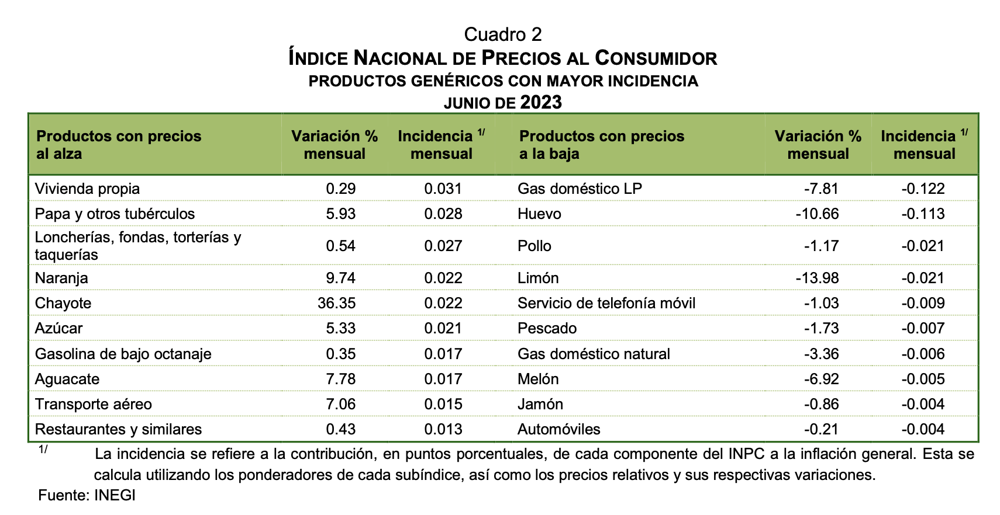 Cuadro 2
ÍNDICE NACIONAL DE PRECIOS AL CONSUMIDOR
PRODUCTOS GENÉRICOS CON MAYOR INCIDENCIA
JUNIO DE 2023
Productos con precios al alza Variación % mensual Incidencia 1/ mensual Productos con precios a la baja Variación % mensual Incidencia 1/ mensual
Vivienda propia 0.29 0.031 Gas doméstico LP -7.81 -0.122
Papa y otros tubérculos 5.93 0.028 Huevo -10.66 -0.113
Loncherías, fondas, torterías y taquerías 0.54 0.027 Pollo -1.17 -0.021
Naranja 9.74 0.022 Limón -13.98 -0.021
Chayote 36.35 0.022 Servicio de telefonía móvil -1.03 -0.009
Azúcar 5.33 0.021 Pescado -1.73 -0.007
Gasolina de bajo octanaje 0.35 0.017 Gas doméstico natural -3.36 -0.006
Aguacate 7.78 0.017 Melón -6.92 -0.005
Transporte aéreo 7.06 0.015 Jamón -0.86 -0.004
Restaurantes y similares 0.43 0.013 Automóviles -0.21 -0.004
1/ La incidencia se refiere a la contribución, en puntos porcentuales, de cada componente del INPC a la inflación general. Esta se
calcula utilizando los ponderadores de cada subíndice, así como los precios relativos y sus respectivas variaciones.
Fuente: INEGI